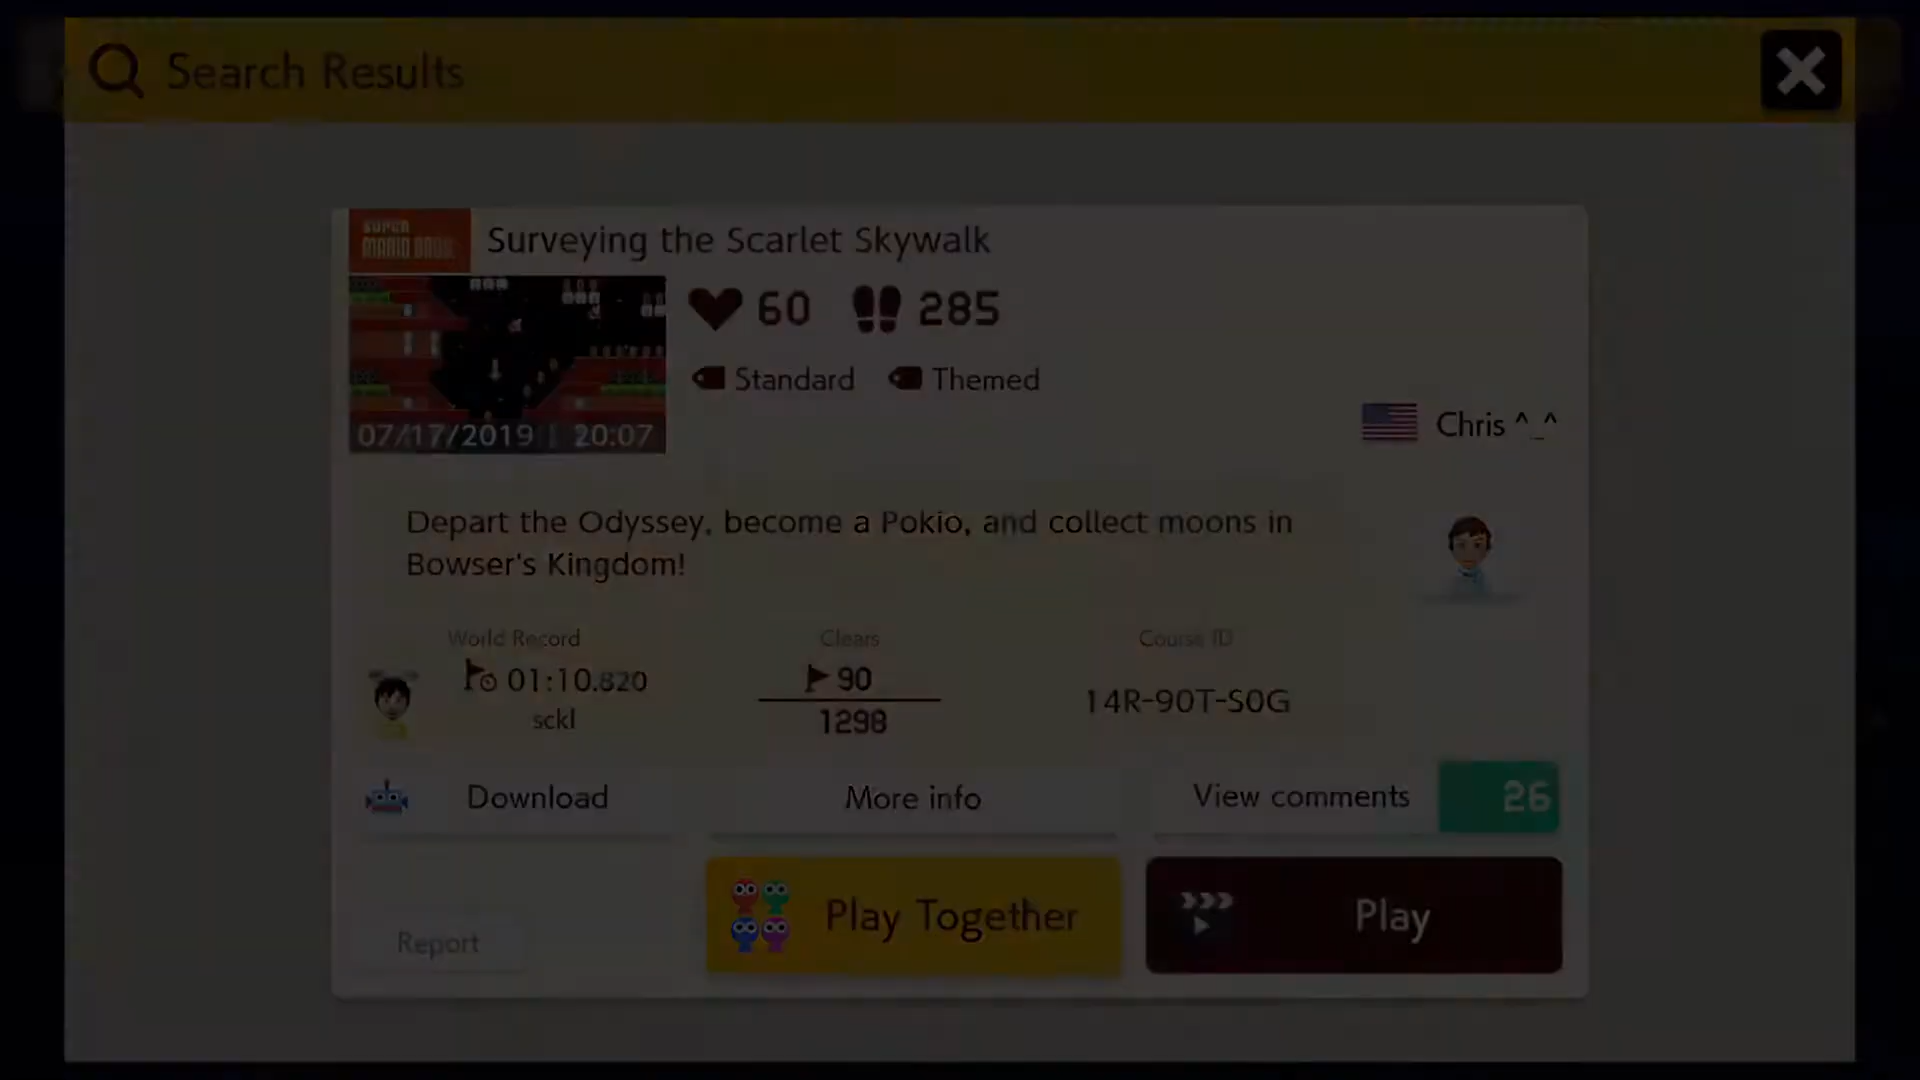 Search Results
SUPER
MARIO BROS.
Surveying the Scarlet Skywalk
60 285
Standard Themed
07/17/2019 20:07
Chris ^_^
Depart the Odyssey, become a Pokio, and collect moons in
Bowser's Kingdom!
World Record Clears Course ID
01:10.820
sckl
90
1298
14R-90T-S0G
Download More info View comments 26
Report Play Together Play